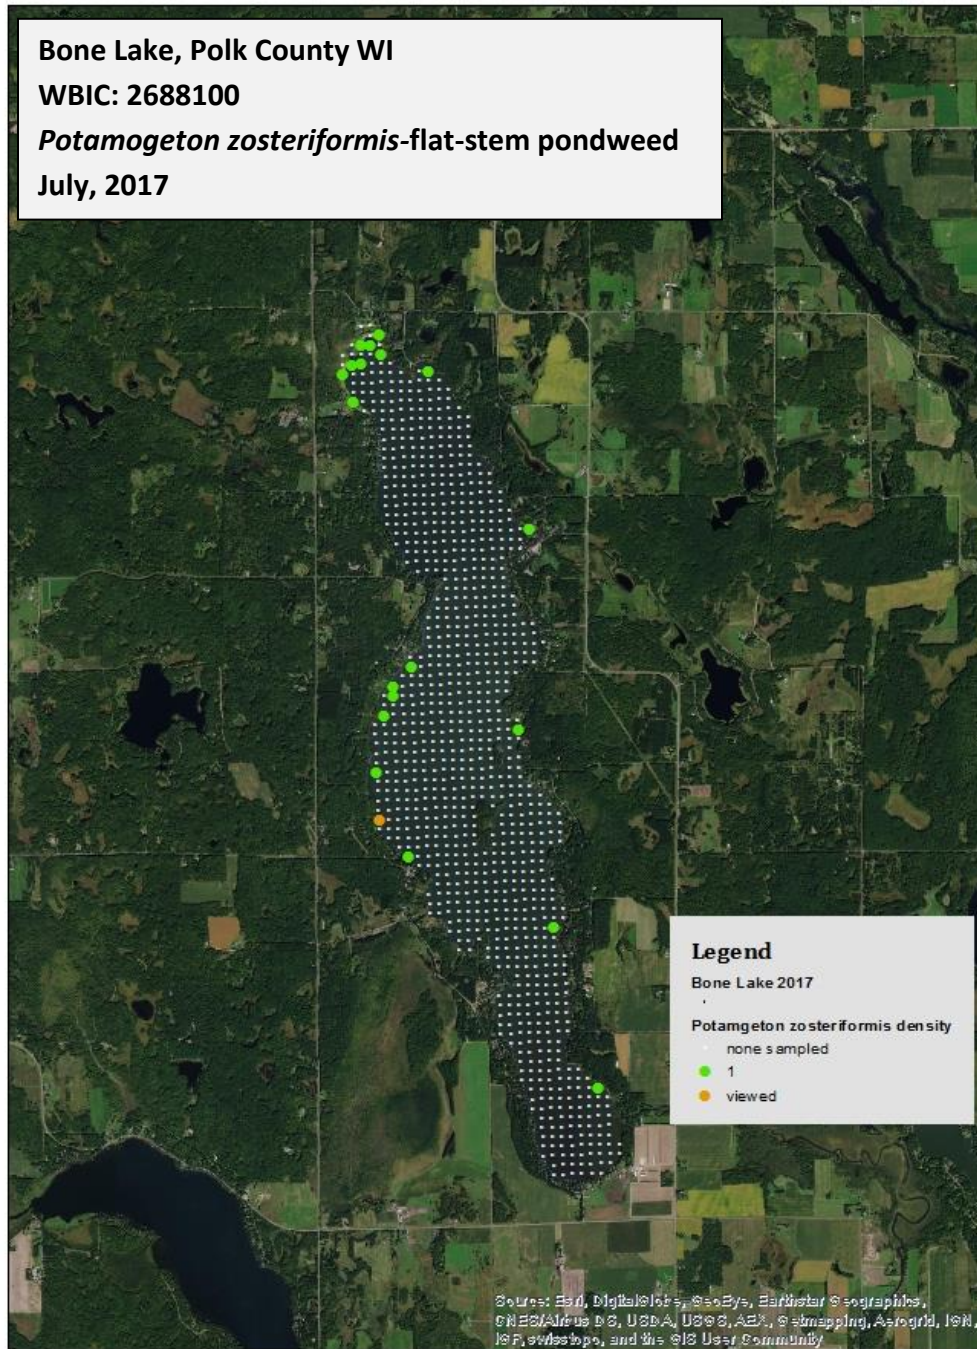 Bone Lake, Polk County WI
WBIC: 2688100
Potamogeton zosteriformis-flat-stem pondweed
July, 2017
Legend
Bone Lake 2017
Potamgeton zosteriformis density
none sampled
1
viewed
Source: Esri, DigitalGlobe, GeoEye, Earthstar Geographics,
CNES/Airbus DS, USDA, USGS, AEX, Getmapping, Aerogrid, IGN,
IGP, swisstopo, and the GIS User Community